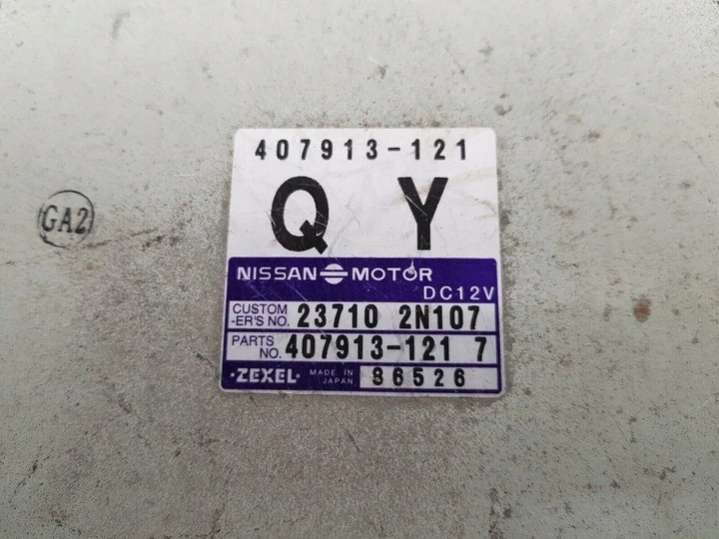 407913-121
Q Y
GA2
NISSAN MOTOR
DC12V
CUSTOM
-ER'S NO. 23710 2N107
PARTS
NO. 407913-121 7
·ZEXEL· MADE IN JAPAN 86526